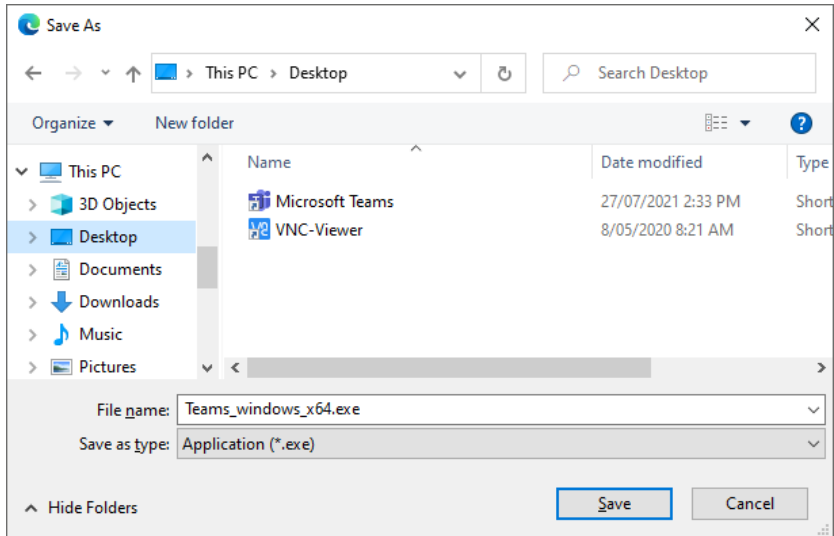 Save As
This PC > Desktop
Search Desktop
Organize
New folder
Name
Date modified
Type
This PC
3D Objects
Desktop
Documents
Downloads
Music
Pictures
Microsoft Teams
27/07/2021 2:33 PM
Short
VNC-Viewer
8/05/2020 8:21 AM
Short
File name:
Teams_windows_x64.exe
Save as type:
Application (*.exe)
Hide Folders
Save
Cancel